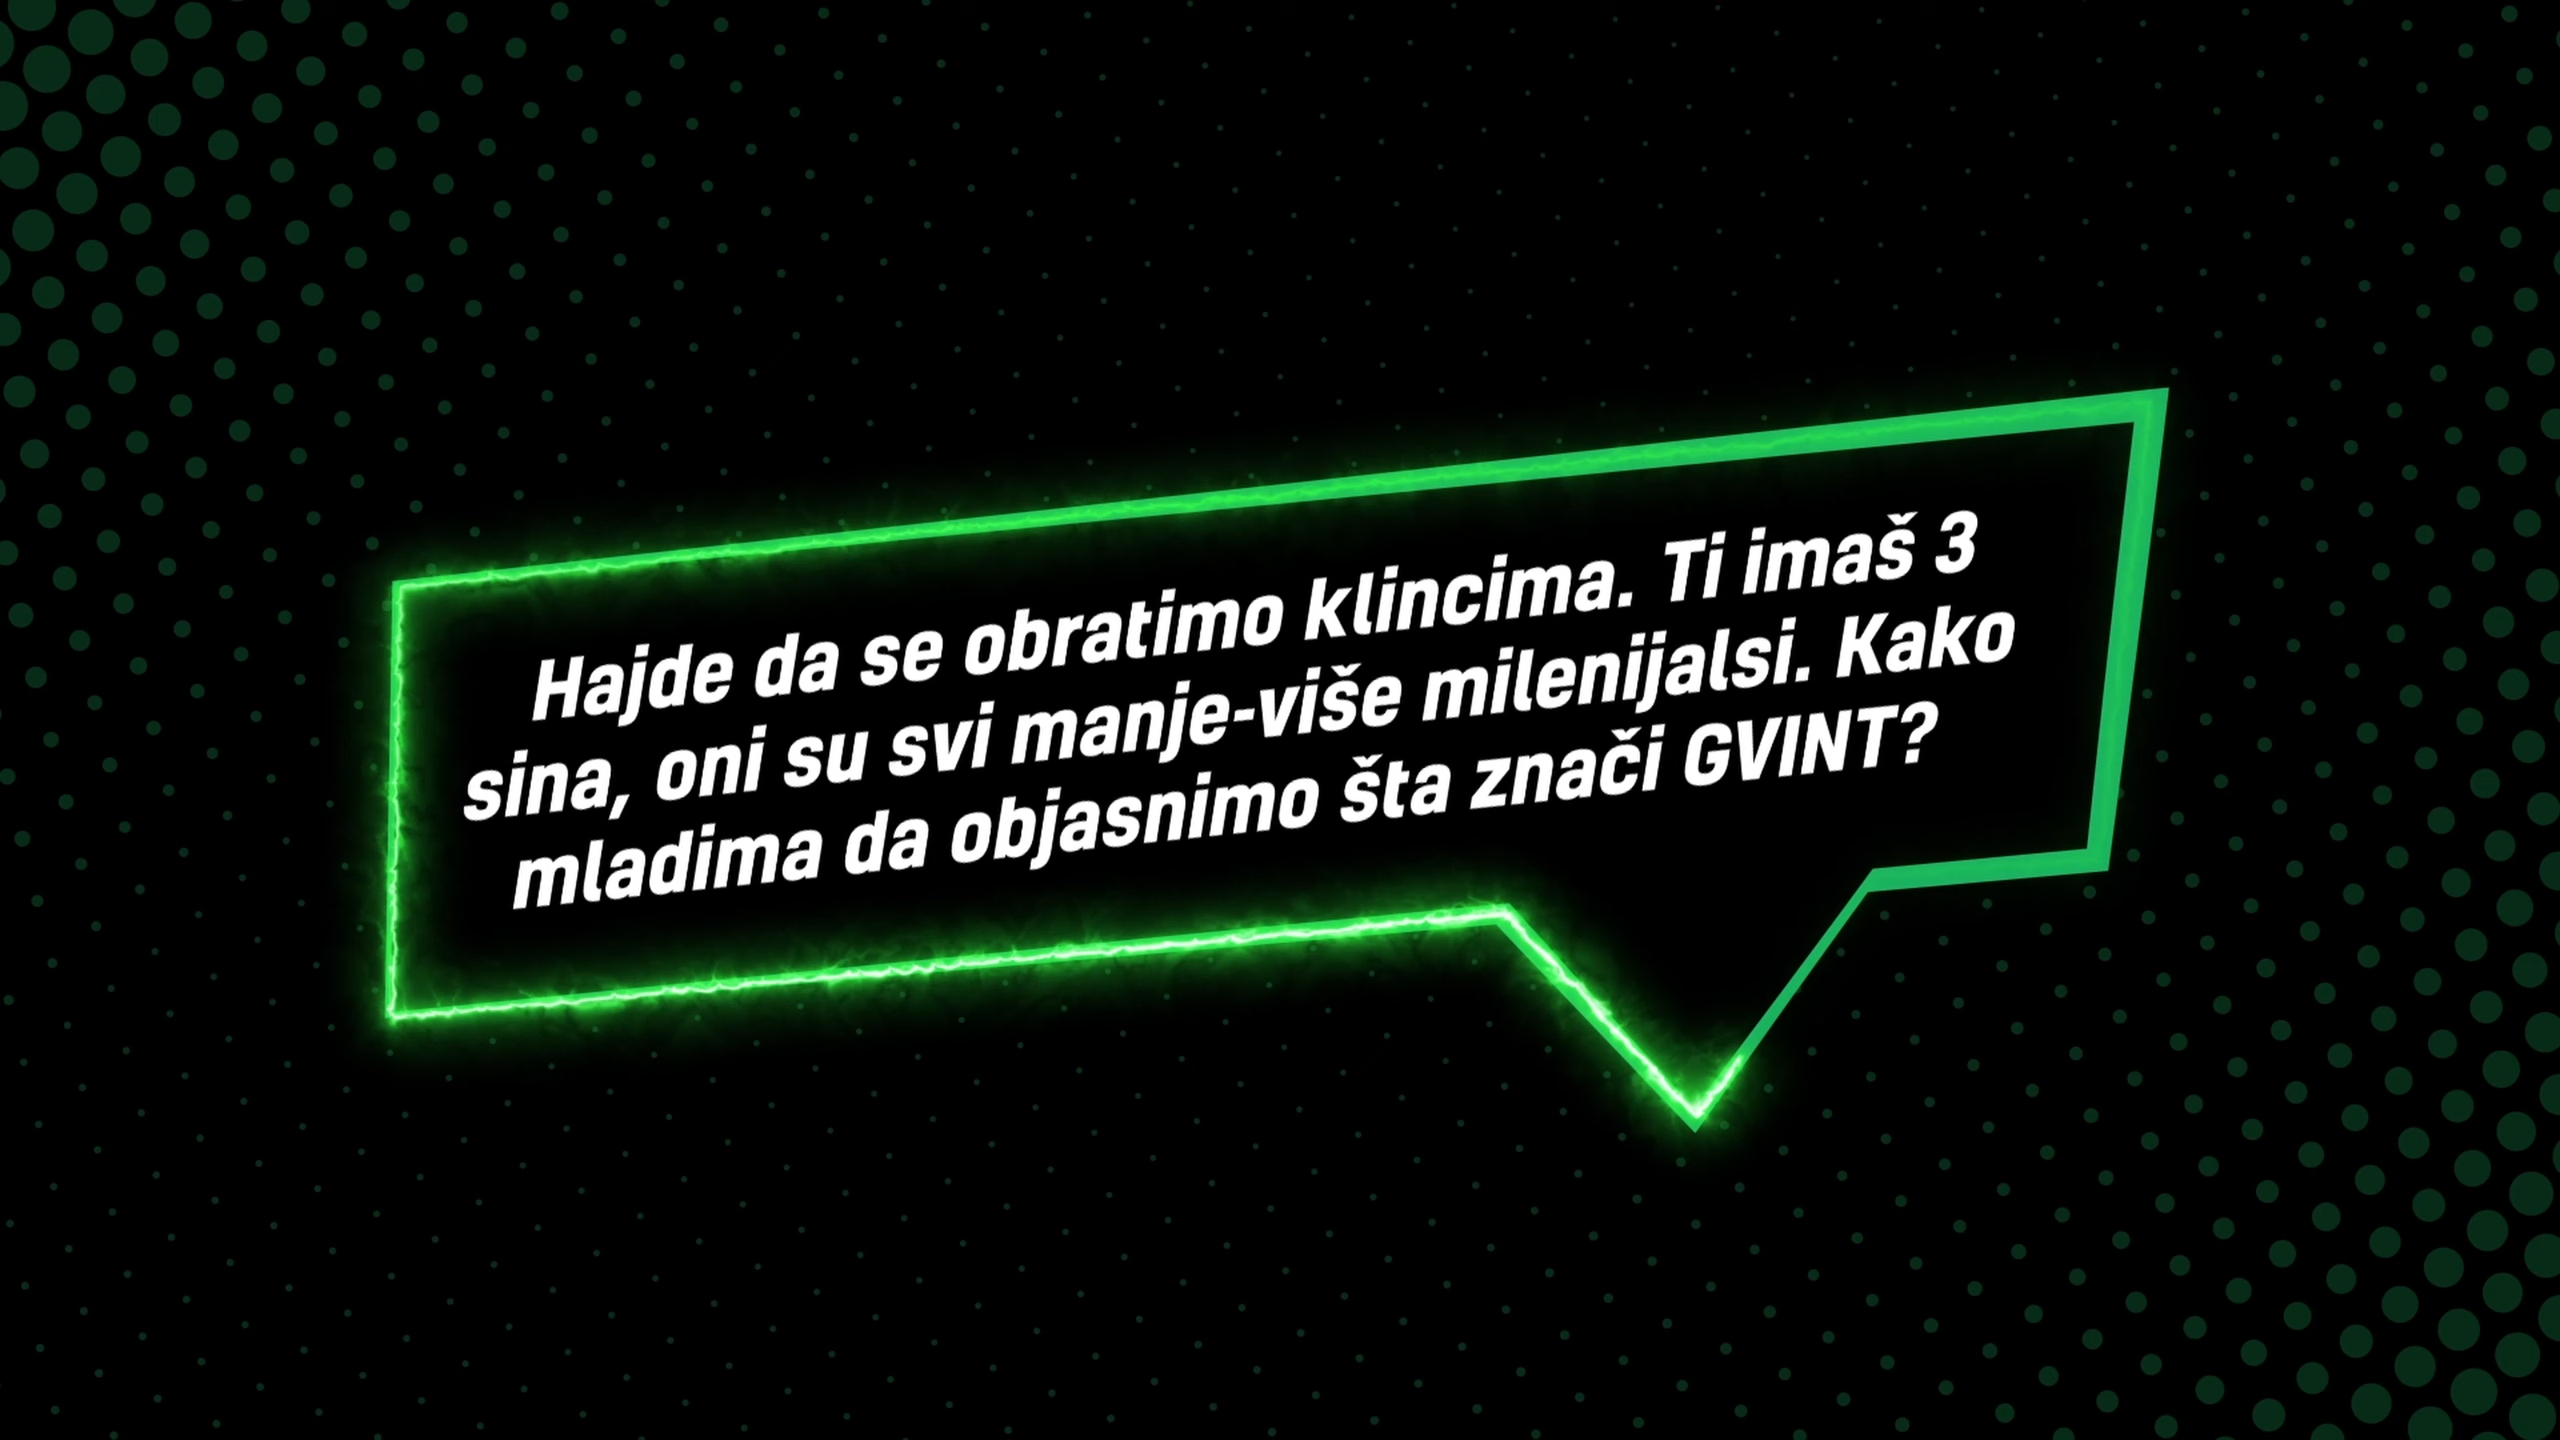 Hajde da se obratimo klincima. Ti imaš 3
sina, oni su svi manje-više milenijalsi. Kako
mladima da objasnimo šta znači GVINT?